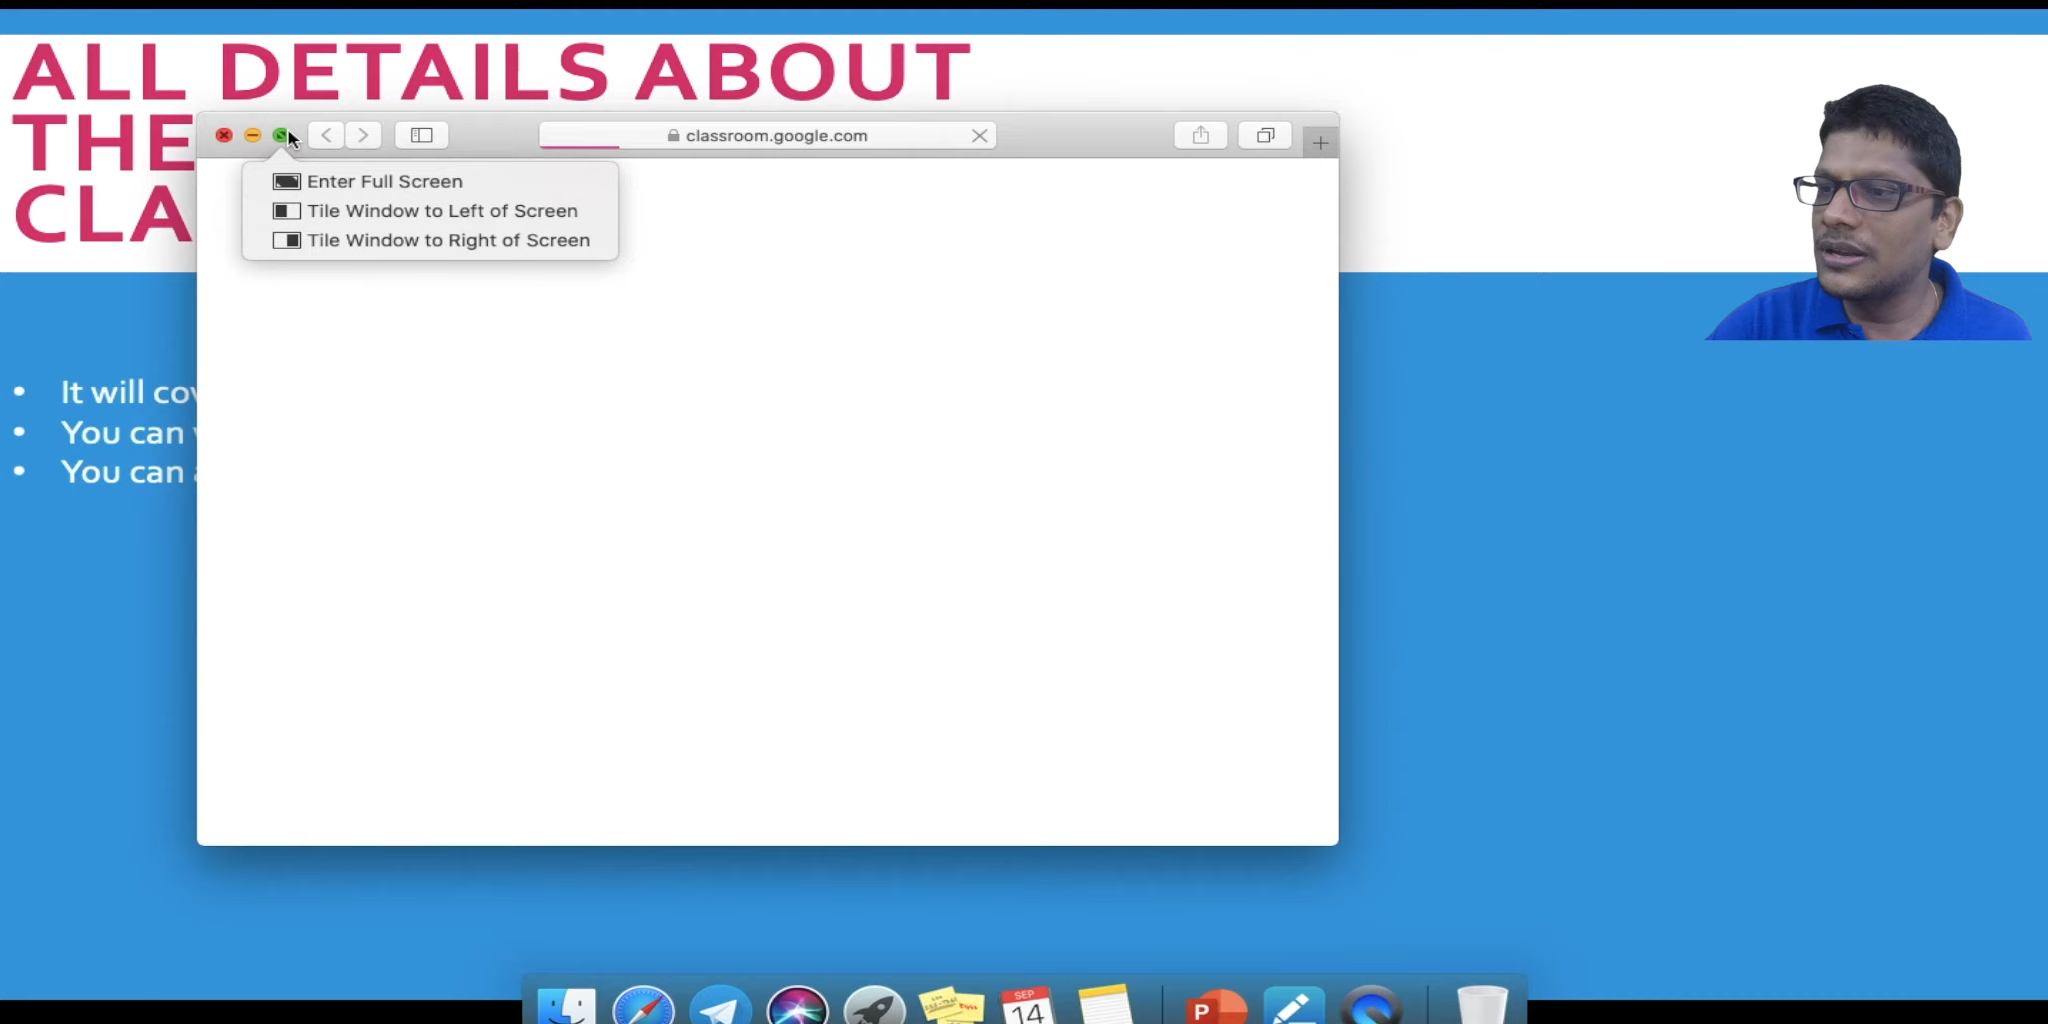 ALL DETAILS ABOUT
THE
CLA
classroom.google.com
Enter Full Screen
Tile Window to Left of Screen
Tile Window to Right of Screen
• It will cov
• You can
• You can
SEP
14
P